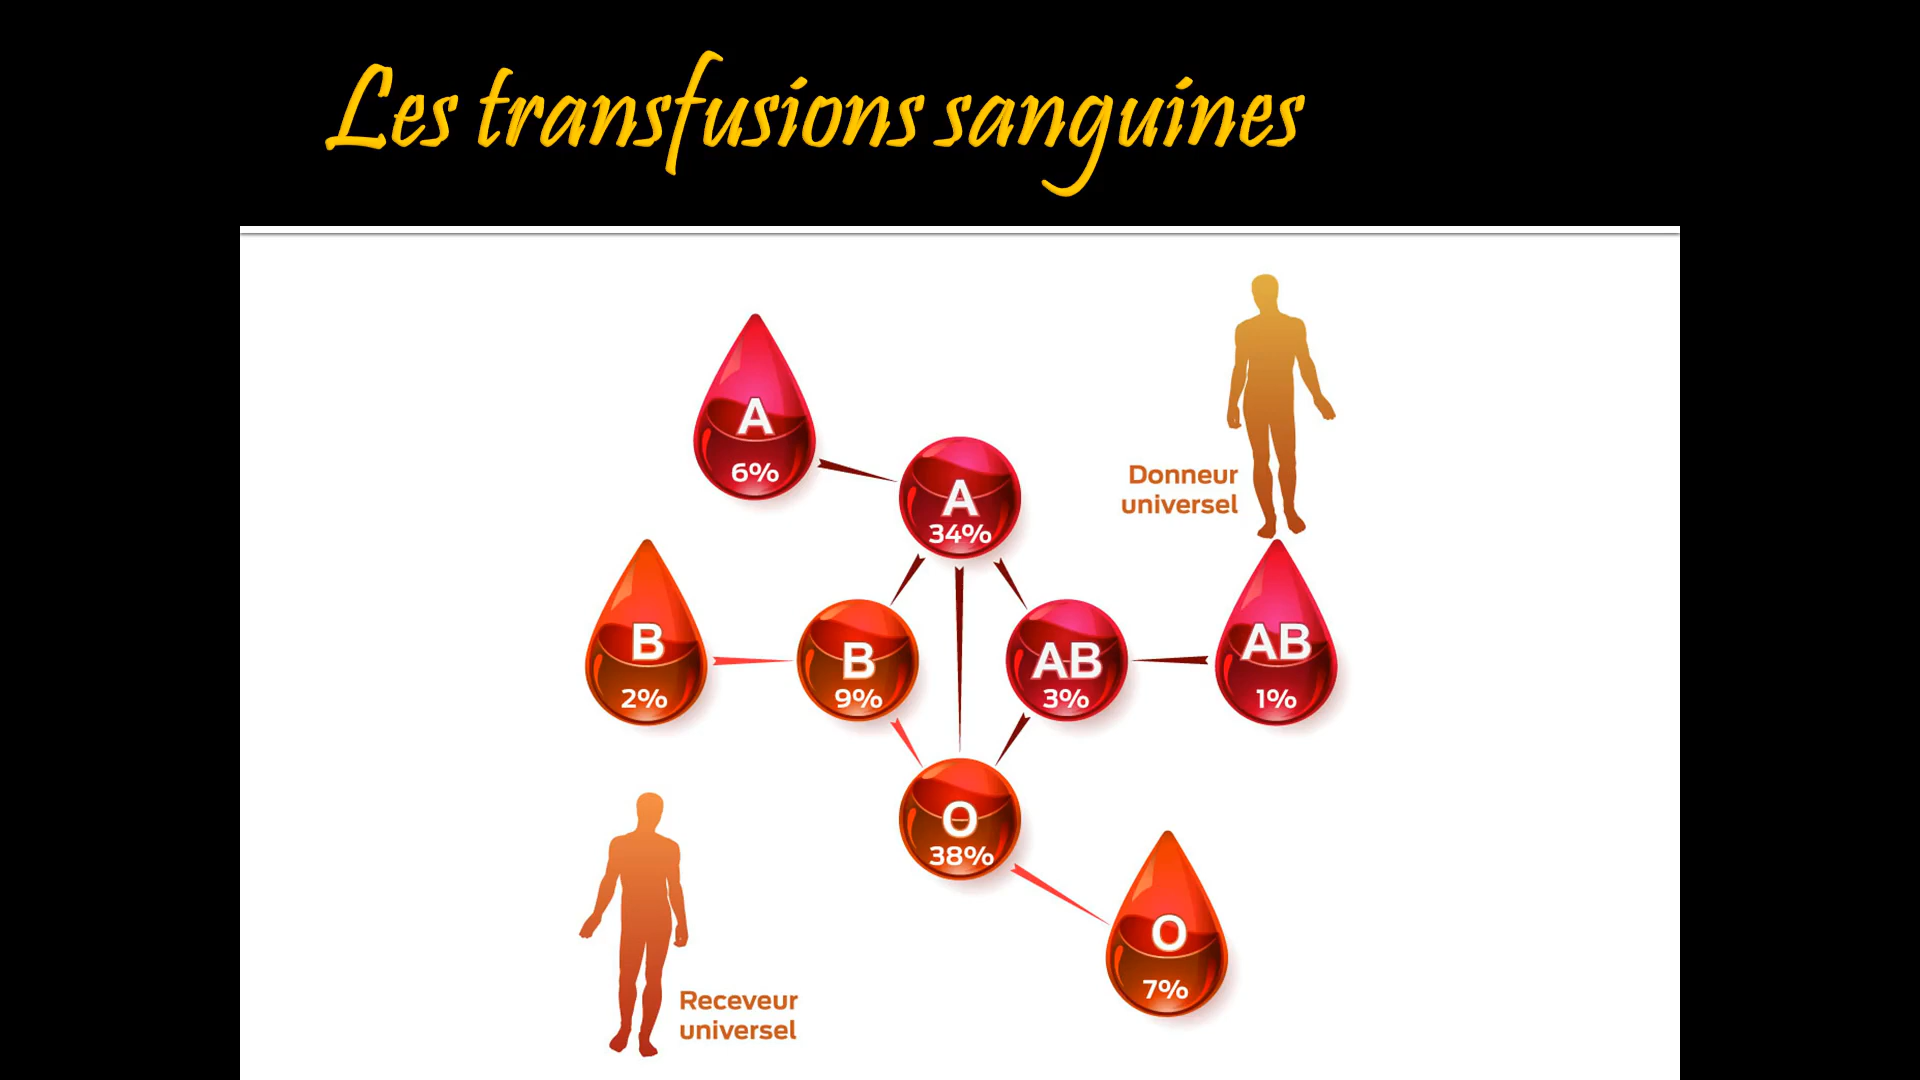 Les transfusions sanguines
A
6%
A
34%
Donneur
universel
B
2%
B
9%
AB
3%
AB
1%
O
38%
O
7%
Receveur
universel